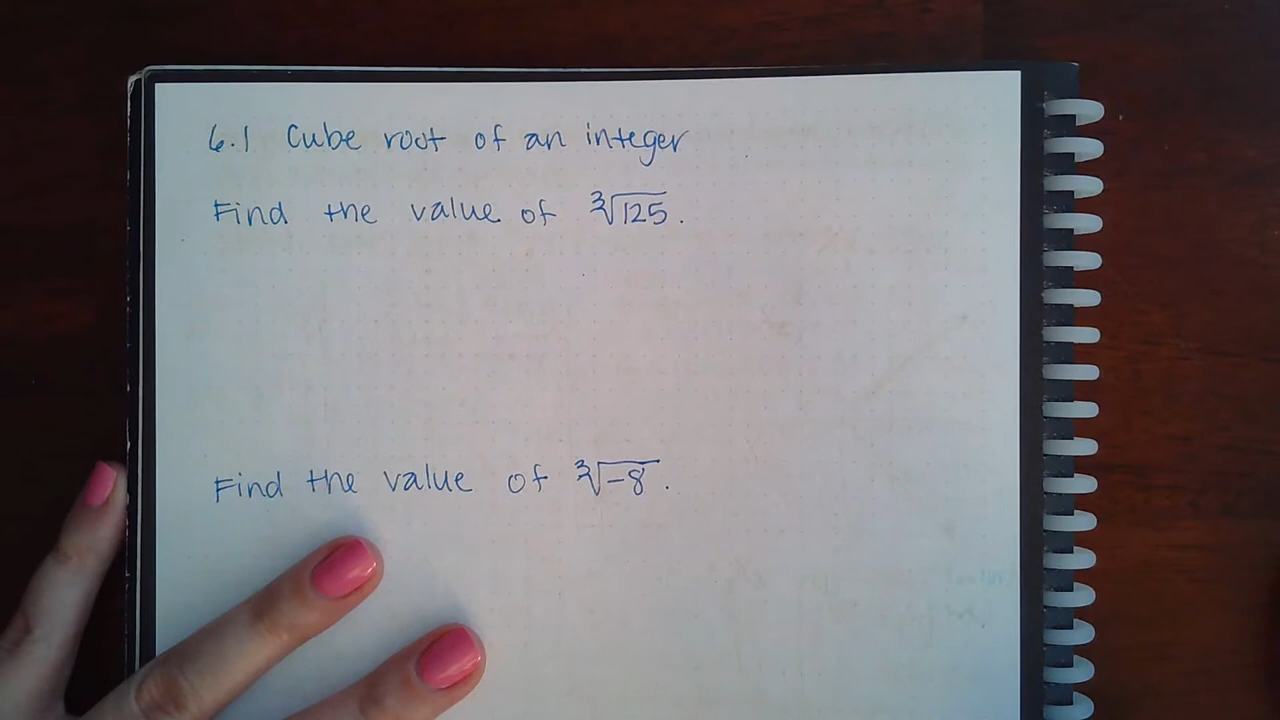 6.1 Cube root of an integer
Find the value of ∛125.
Find the value of ∛-8.